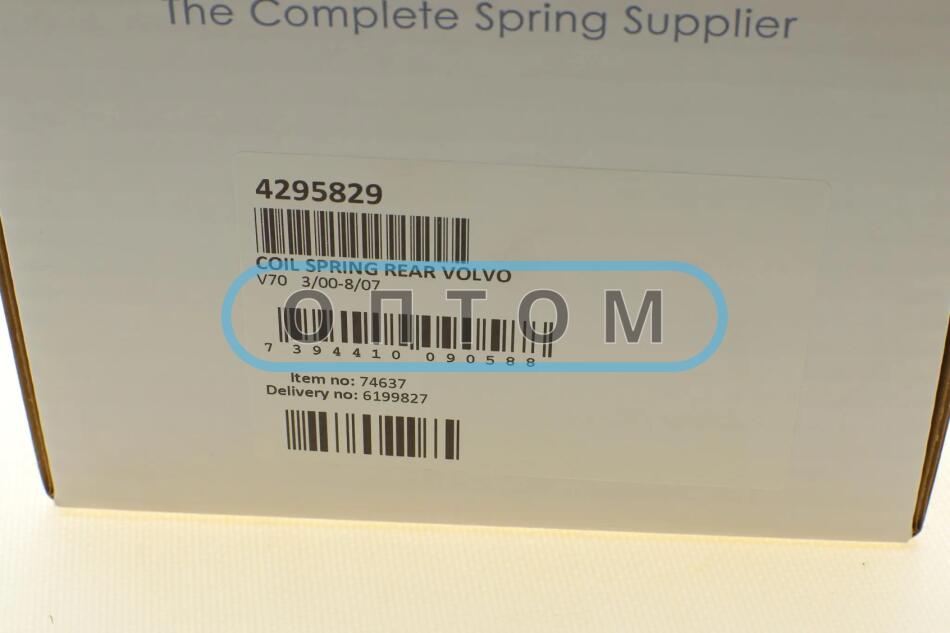 The Complete Spring Supplier
4295829
COIL SPRING REAR VOLVO
V70 3/00-8/07
ОПТОМ
7 394410 090588
Item no: 74637
Delivery no: 6199827